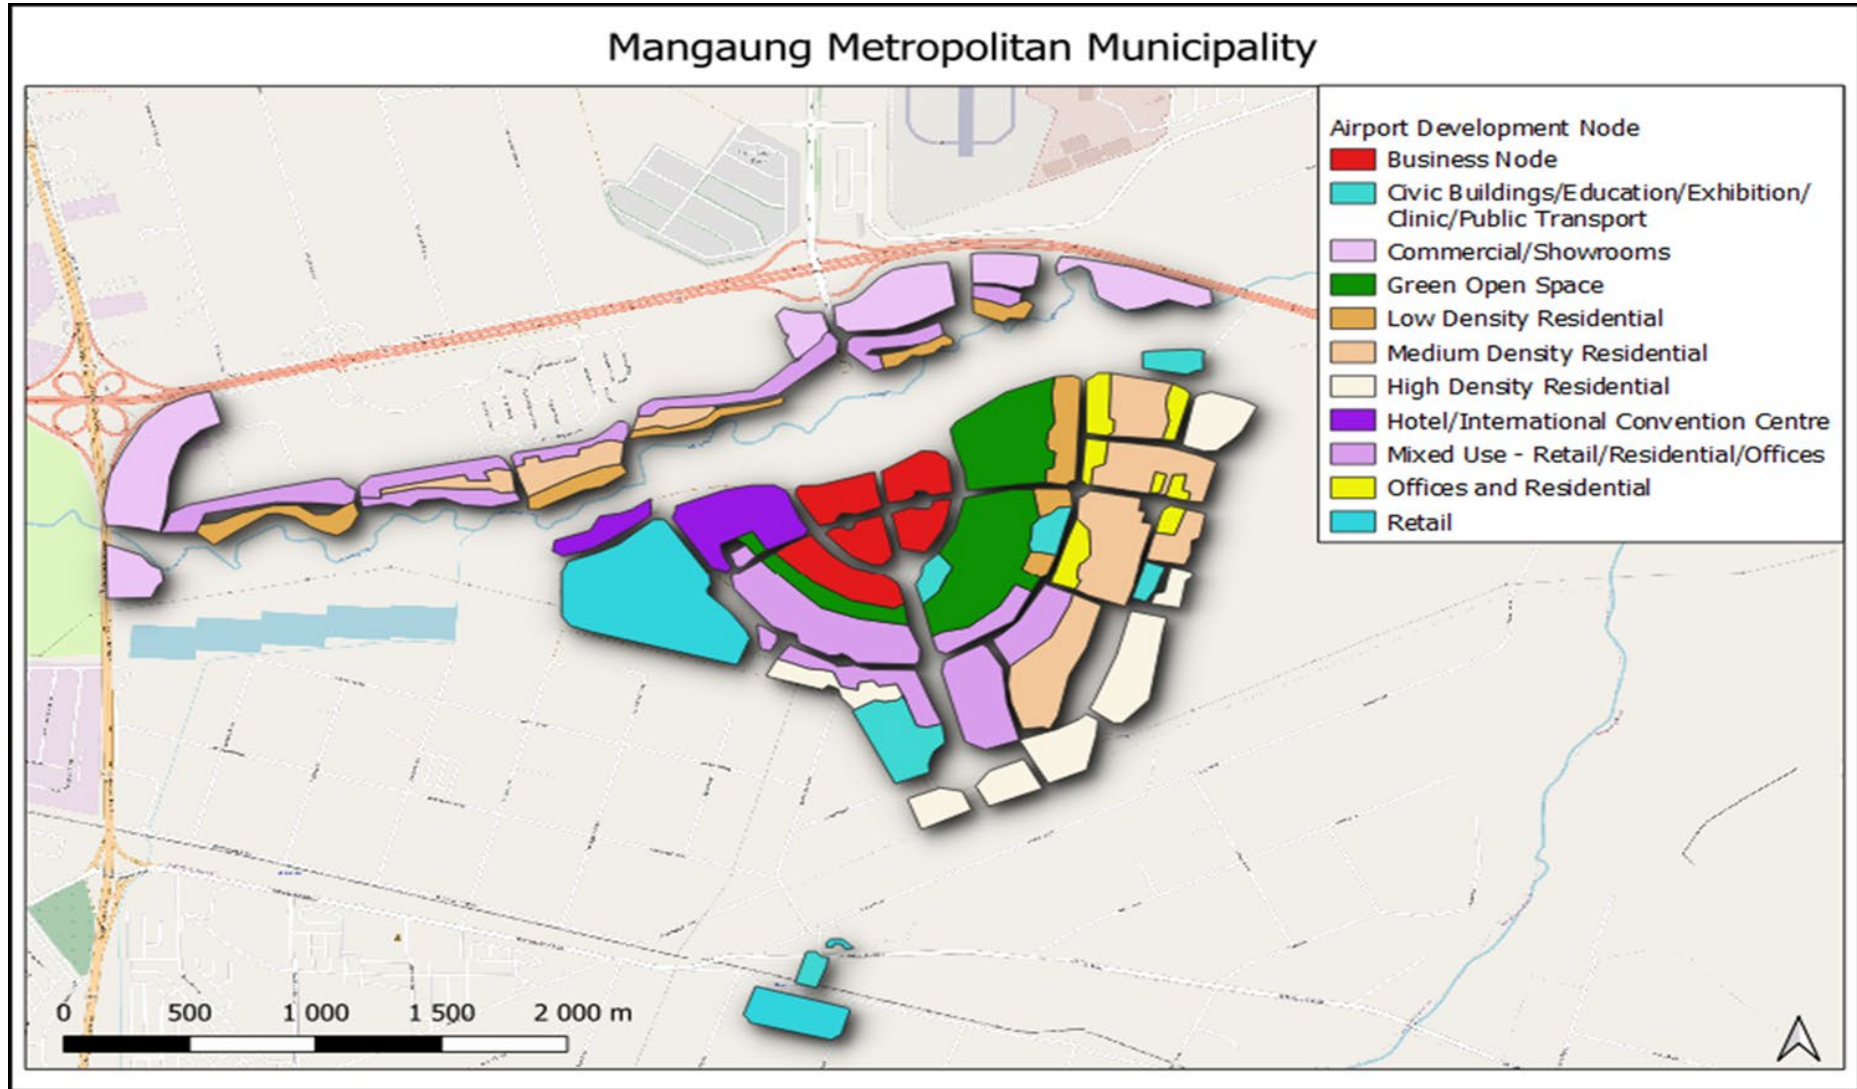 Mangaung Metropolitan Municipality
Airport Development Node
Business Node
Civic Buildings/Education/Exhibition/
Clinic/Public Transport
Commercial/Showrooms
Green Open Space
Low Density Residential
Medium Density Residential
High Density Residential
Hotel/International Convention Centre
Mixed Use - Retail/Residential/Offices
Offices and Residential
Retail
0 500 1 000 1 500 2 000 m